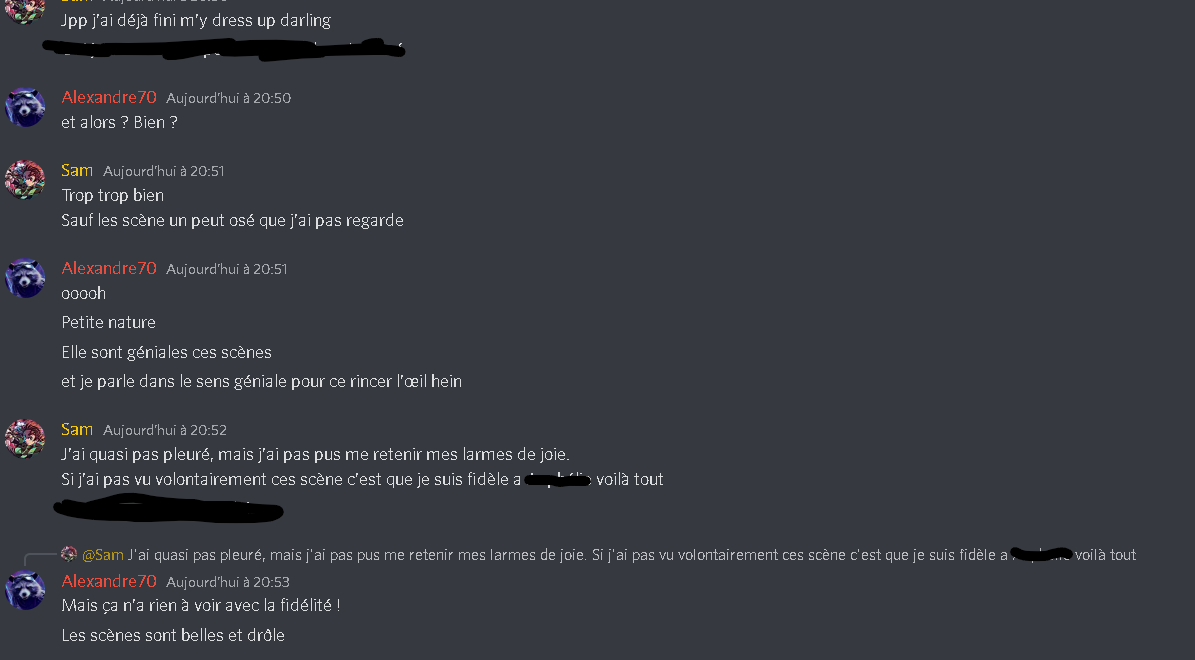 Jpp j'ai déjà fini m'y dress up darling
Alexandre70 Aujourd'hui à 20:50
et alors ? Bien ?
Sam Aujourd'hui à 20:51
Trop trop bien
Sauf les scène un peut osé que j'ai pas regarde
Alexandre70 Aujourd'hui à 20:51
ooooh
Petite nature
Elle sont géniales ces scènes
et je parle dans le sens géniale pour ce rincer l'œil hein
Sam Aujourd'hui à 20:52
J'ai quasi pas pleuré, mais j'ai pas pus me retenir mes larmes de joie.
Si j'ai pas vu volontairement ces scène c'est que je suis fidèle a voilà tout
@Sam J'ai quasi pas pleuré, mais j'ai pas pus me retenir mes larmes de joie. Si j'ai pas vu volontairement ces scène c'est que je suis fidèle a voilà tout
Alexandre70 Aujourd'hui à 20:53
Mais ça n'a rien à voir avec la fidélité !
Les scènes sont belles et drôle